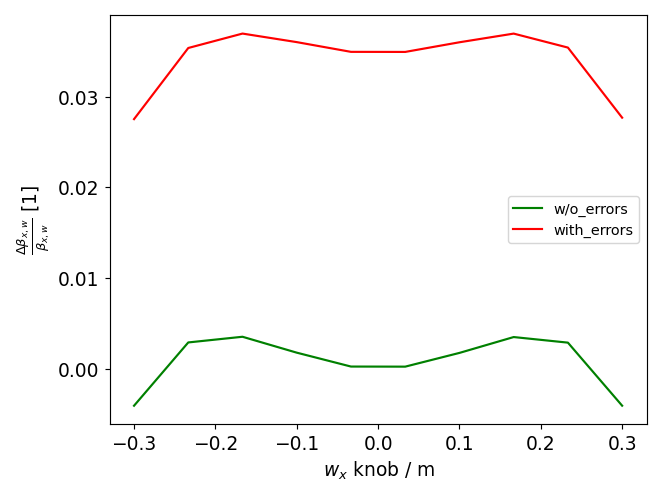 0.03
0.02
0.01
0.00
Δβx,w / βx,w [1]
w/o_errors
with_errors
−0.3 −0.2 −0.1 0.0 0.1 0.2 0.3
wx knob / m